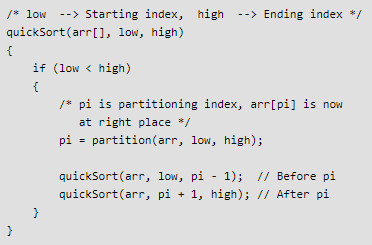 /* low  --> Starting index,  high  --> Ending index */
quickSort(arr[], low, high)
{
    if (low < high)
    {
        /* pi is partitioning index, arr[pi] is now
           at right place */
        pi = partition(arr, low, high);

        quickSort(arr, low, pi - 1);  // Before pi
        quickSort(arr, pi + 1, high); // After pi
    }
}